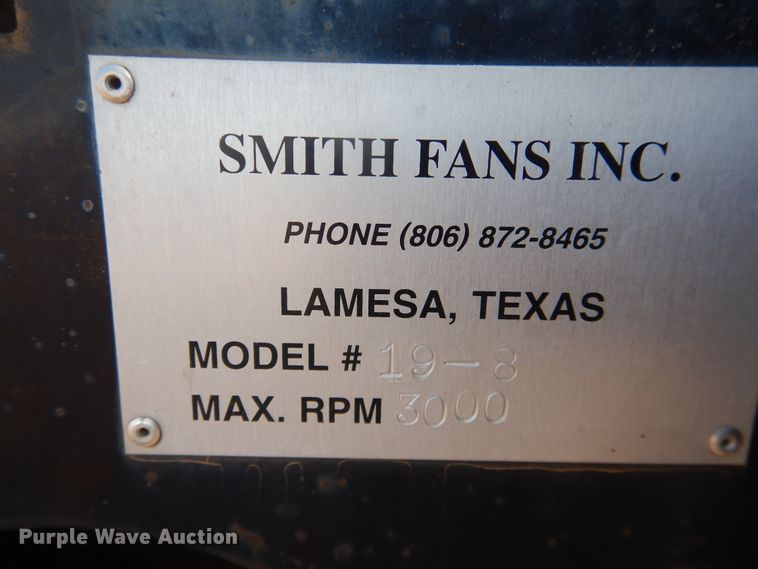 SMITH FANS INC.
PHONE (806) 872-8465
LAMESA, TEXAS
MODEL # 19-8
MAX. RPM 3000
Purple Wave Auction®